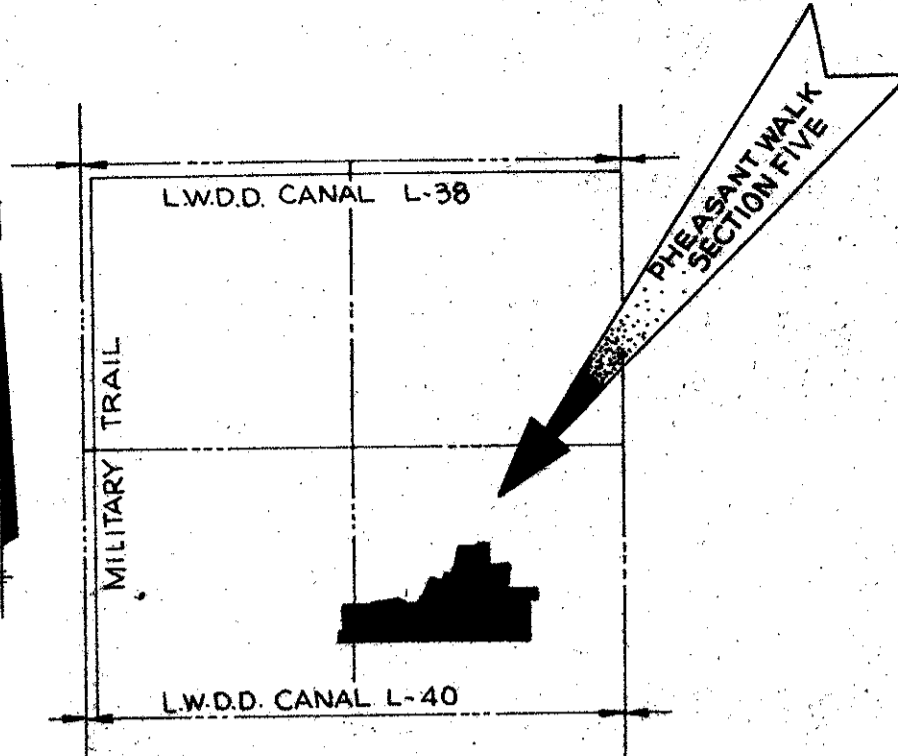 L.W.D.D. CANAL L-38
PHEASANT WALK
SECTION FIVE
MILITARY TRAIL
L.W.D.D. CANAL L-40